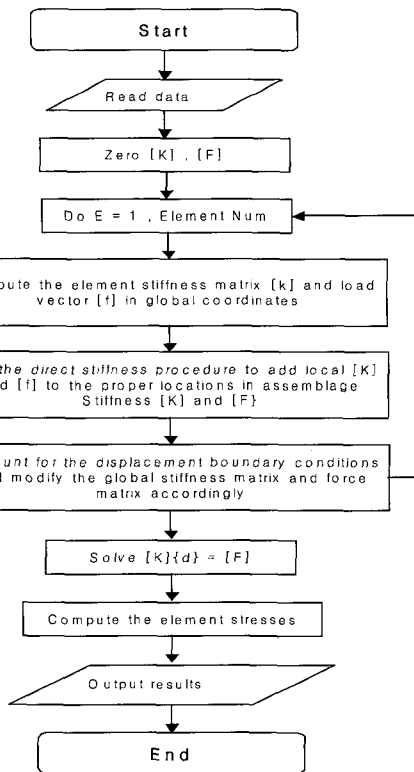 Start
Read data
Zero [K] , [F]
Do E = 1 , Element Num
ute the element stiffness matrix [k] and load
vector [f] in global coordinates
the direct stiffness procedure to add local [K]
d [f] to the proper locations in assemblage
Stiffness [K] and [F}
unt for the displacement boundary conditions
modify the global stiffness matrix and force
matrix accordingly
Solve [K]{d} = [F]
Compute the element stresses
Output results
End